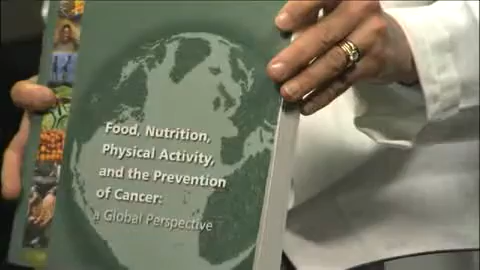 Food, Nutrition,
Physical Activity,
and the Prevention
of Cancer:
a Global Perspective